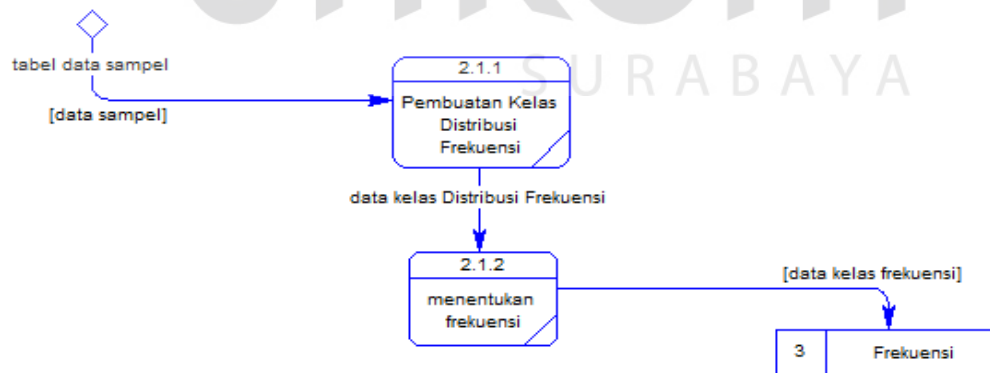 SURABAYA
tabel data sampel
[data sampel]
2.1.1
Pembuatan Kelas
Distribusi
Frekuensi
data kelas Distribusi Frekuensi
2.1.2
menentukan
frekuensi
[data kelas frekuensi]
3
Frekuensi